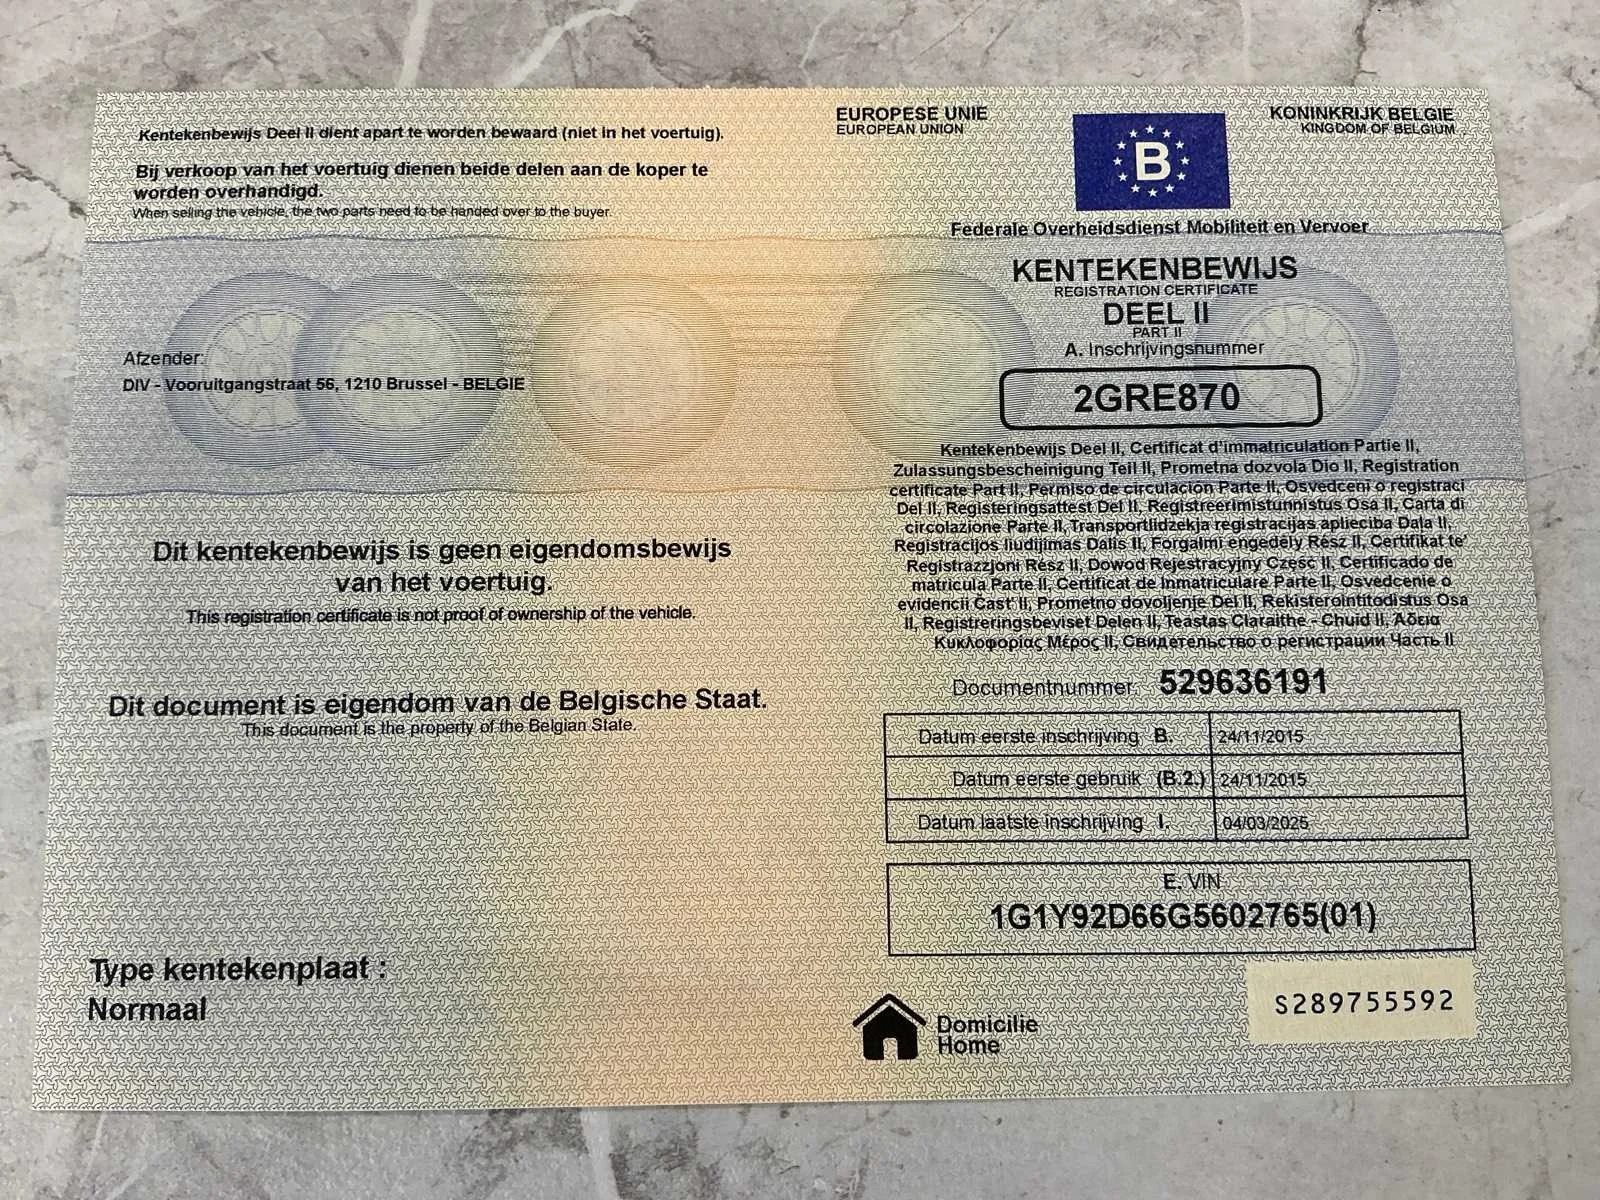 Kentekenbewijs Deel II dient apart te worden bewaard (niet in het voertuig).
Bij verkoop van het voertuig dienen beide delen aan de koper te
worden overhandigd.
When selling the vehicle, the two parts need to be handed over to the buyer.
Afzender:
DIV - Vooruitgangstraat 56, 1210 Brussel - BELGIE
Dit kentekenbewijs is geen eigendomsbewijs
van het voertuig.
This registration certificate is not proof of ownership of the vehicle.
Dit document is eigendom van de Belgische Staat.
This document is the property of the Belgian State.
Type kentekenplaat :
Normaal
EUROPESE UNIE
EUROPEAN UNION
B
KONINKRIJK BELGIE
KINGDOM OF BELGIUM
Federale Overheidsdienst Mobiliteit en Vervoer
KENTEKENBEWIJS
REGISTRATION CERTIFICATE
DEEL II
PART II
A. Inschrijvingsnummer
2GRE870
Kentekenbewijs Deel II, Certificat d'immatriculation Partie II,
Zulassungsbescheinigung Teil II, Prometna dozvola Dio II, Registration
certificate Part II, Permiso de circulación Parte II, Osvedceni o registraci
Del II, Registeringsattest Del II, Registreerimistunnistus Osa II, Carta di
circolazione Parte II, Transportlidzekja registracijas aplieciba Dala II,
Registracijos liudijimas Dalis II, Forgalmi engedély Rész II, Certifikat te'
Registrazzjoni Rész II, Dowod Rejestracyjny Częsc II, Certificado de
matricula Parte II, Certificat de Inmatriculare Parte II, Osvedcenie o
evidencii Čast' II, Prometno dovoljenje Del II, Rekisterointitodistus Osa
II, Registreringsbeviset Delen II, Teastas Claraithe - Chuid II, Άδεια
Κυκλοφορίας Μέρος II, Свидетельство о регистрации Часть II
Documentnummer: 529636191
Datum eerste inschrijving B. 24/11/2015
Datum eerste gebruik (B.2.) 24/11/2015
Datum laatste inschrijving I. 04/03/2025
E. VIN
1G1Y92D66G5602765(01)
Domicilie
Home
S289755592